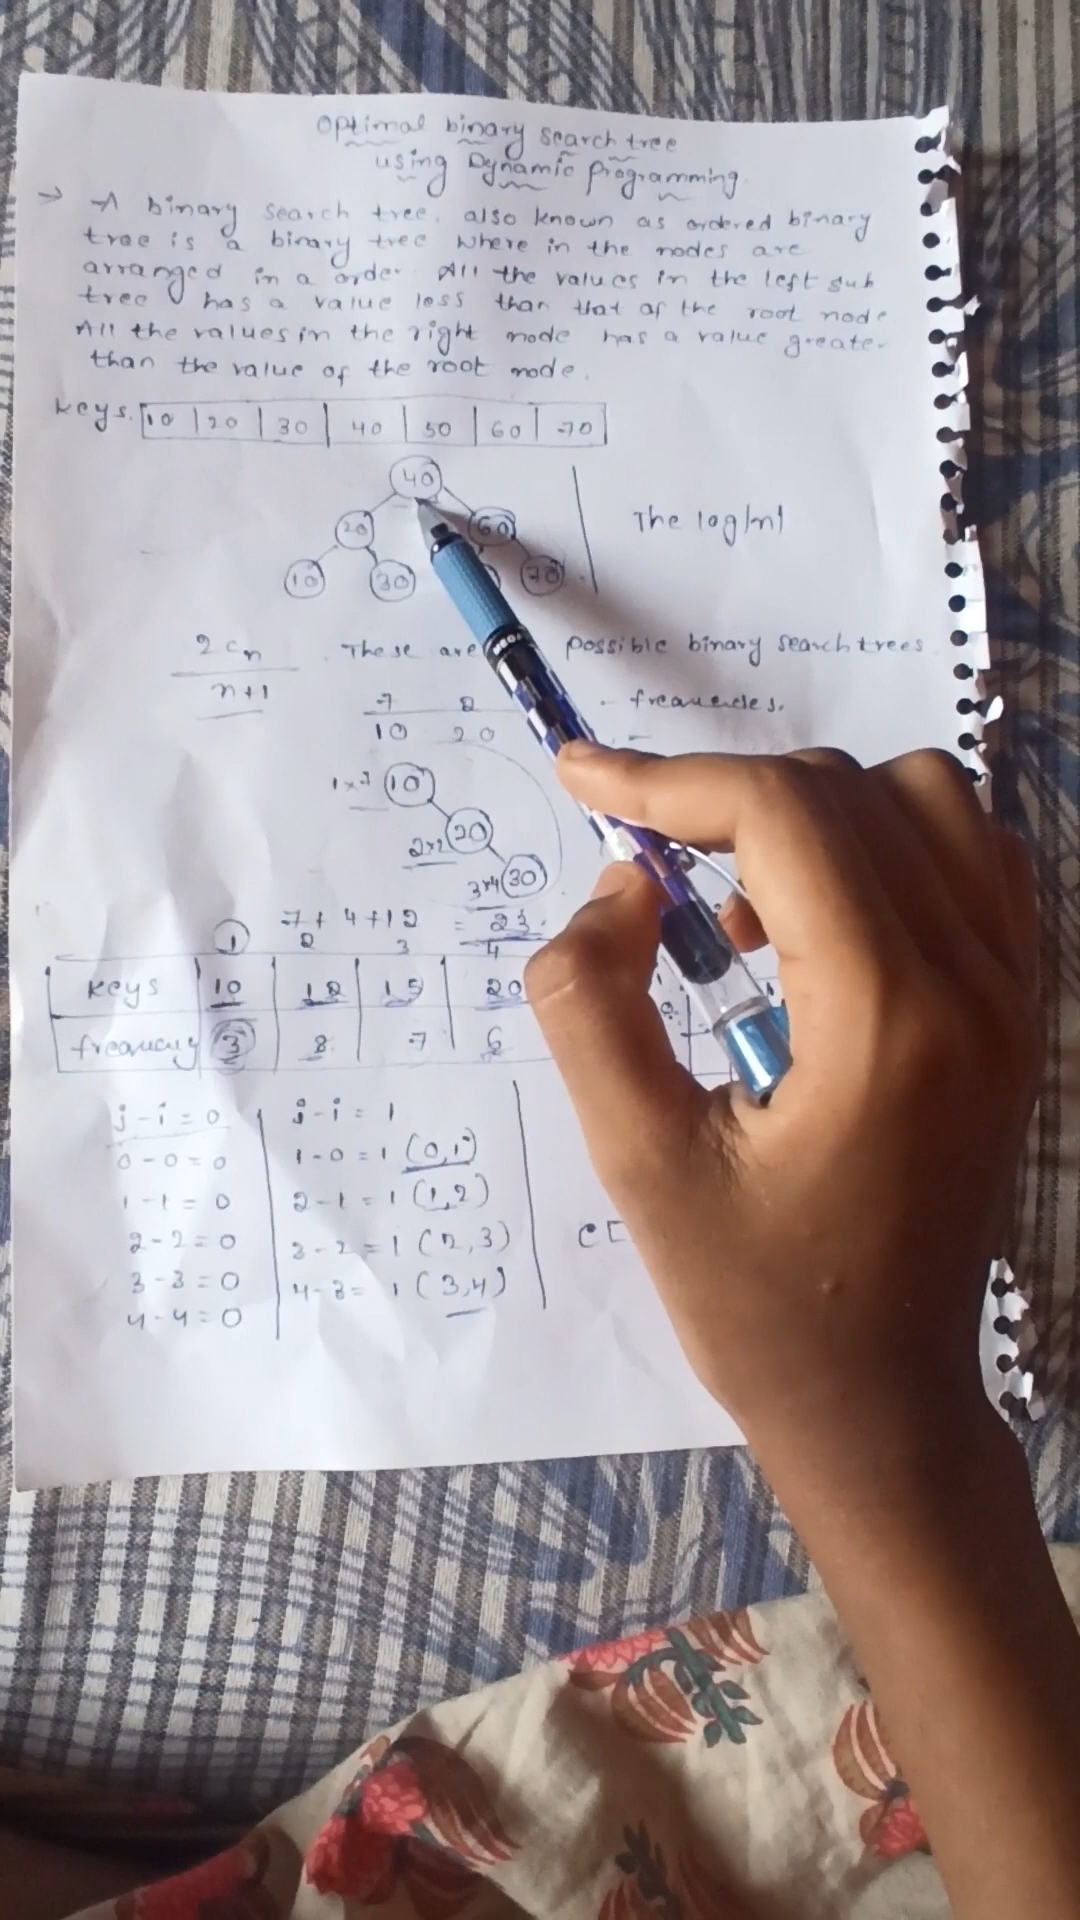 Optimal binary search tree
using Dynamic Programming.
→ A binary search tree, also known as ordered binary
tree is a binary tree where in the nodes are
arranged in a order. All the values in the left sub
tree has a value less than that of the root node
All the values in the right node has a value greater
than the value of the root node.
keys. 10 | 20 | 30 | 40 | 50 | 60 | 70
40
20 60
10 30 70
The log|n|
2cn
n+1
These are possible binary search trees
7 2 - frequencies.
10 20
1×7 10
2×2 20
3×4 30
7+ 4+12 = 23.
1 2 3 4
keys 10 12 15 20
frequency 3 8 7 6
j-i=0 j-i=1
0-0=0 1-0=1 (0,1)
1-1=0 2-1=1 (1,2)
2-2=0 3-2=1 (2,3) C[
3-3=0 4-3=1 (3,4)
4-4=0